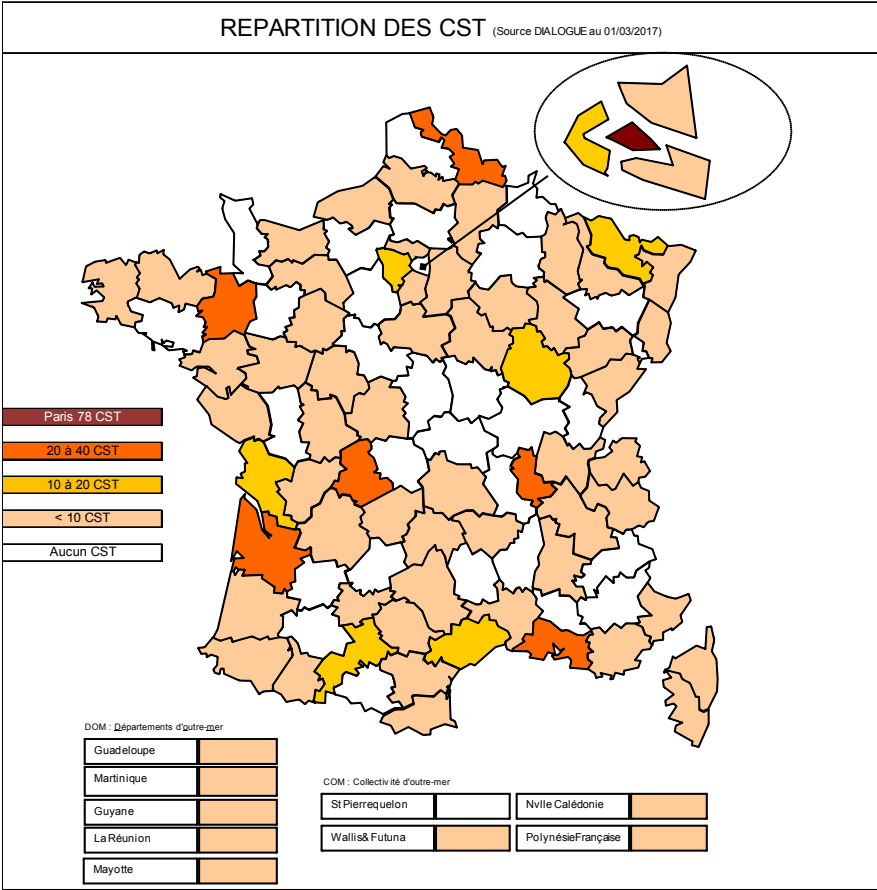 REPARTITION DES CST (Source DIALOGUE au 01/03/2017)
Paris 78 CST
20 à 40 CST
10 à 20 CST
< 10 CST
Aucun CST
DOM : Départements d'outre-mer
Guadeloupe
Martinique
Guyane
La Réunion
Mayotte
COM : Collectivité d'outre-mer
St Pierrequelon
Nvlle Calédonie
Wallis& Futuna
PolynésieFrançaise